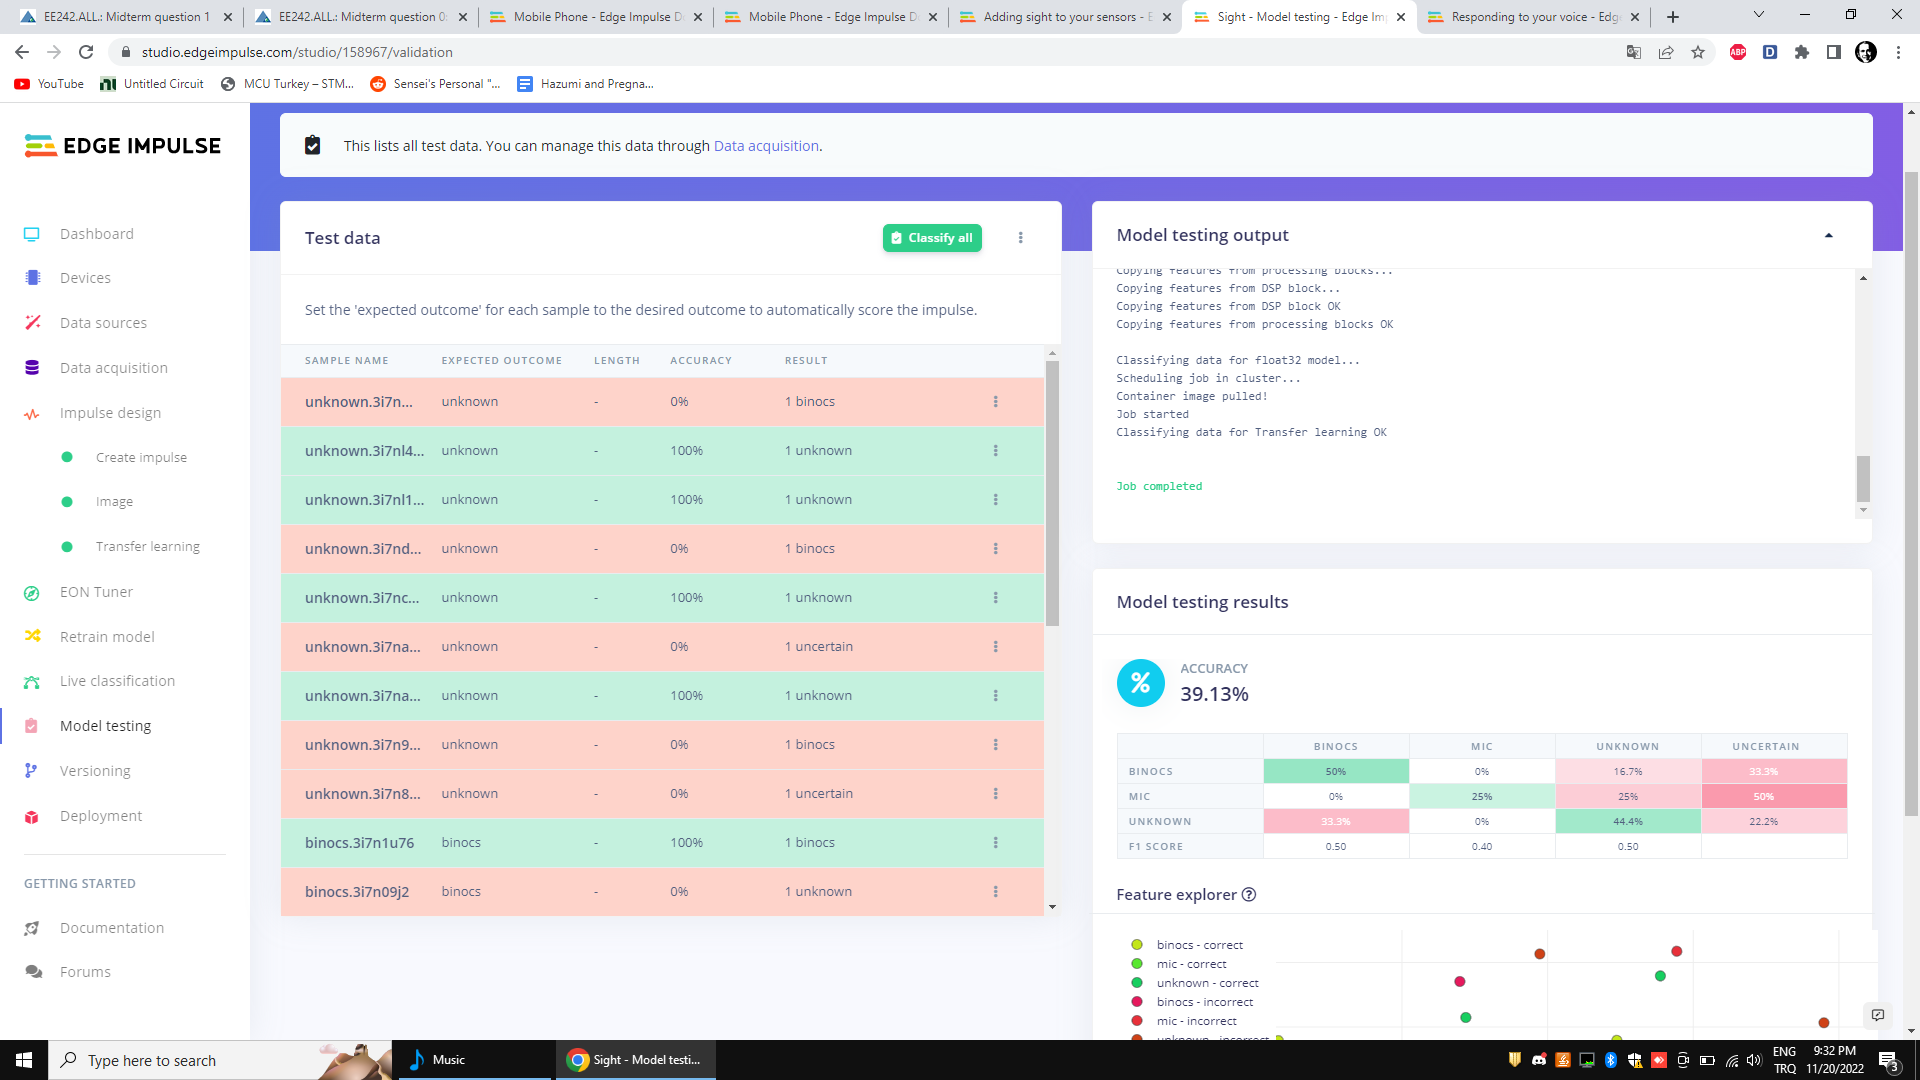 EE242.ALL.: Midterm question 1
EE242.ALL.: Midterm question 0
Mobile Phone - Edge Impulse D
Mobile Phone - Edge Impulse D
Adding sight to your sensors - E
Sight - Model testing - Edge Im
Responding to your voice - Edg
studio.edgeimpulse.com/studio/158967/validation
ABP
D
YouTube
Untitled Circuit
MCU Turkey – STM...
Sensei's Personal "...
Hazumi and Pregna...
EDGE IMPULSE
Dashboard
Devices
Data sources
Data acquisition
Impulse design
Create impulse
Image
Transfer learning
EON Tuner
Retrain model
Live classification
Model testing
Versioning
Deployment
GETTING STARTED
Documentation
Forums
This lists all test data. You can manage this data through Data acquisition.
Test data
Classify all
Set the 'expected outcome' for each sample to the desired outcome to automatically score the impulse.
SAMPLE NAME EXPECTED OUTCOME LENGTH ACCURACY RESULT
unknown.3i7n... unknown - 0% 1 binocs
unknown.3i7nl4... unknown - 100% 1 unknown
unknown.3i7nl1... unknown - 100% 1 unknown
unknown.3i7nd... unknown - 0% 1 binocs
unknown.3i7nc... unknown - 100% 1 unknown
unknown.3i7na... unknown - 0% 1 uncertain
unknown.3i7na... unknown - 100% 1 unknown
unknown.3i7n9... unknown - 0% 1 binocs
unknown.3i7n8... unknown - 0% 1 uncertain
binocs.3i7n1u76 binocs - 100% 1 binocs
binocs.3i7n09j2 binocs - 0% 1 unknown
Model testing output
Copying features from processing blocks...
Copying features from DSP block...
Copying features from DSP block OK
Copying features from processing blocks OK
Classifying data for float32 model...
Scheduling job in cluster...
Container image pulled!
Job started
Classifying data for Transfer learning OK
Job completed
Model testing results
%
ACCURACY
39.13%
BINOCS MIC UNKNOWN UNCERTAIN
BINOCS 50% 0% 16.7% 33.3%
MIC 0% 25% 25% 50%
UNKNOWN 33.3% 0% 44.4% 22.2%
F1 SCORE 0.50 0.40 0.50
Feature explorer
binocs - correct
mic - correct
unknown - correct
binocs - incorrect
mic - incorrect
unknown - incorrect
Type here to search
Music
Sight - Model testi...
ENG
TRQ
9:32 PM
11/20/2022
3